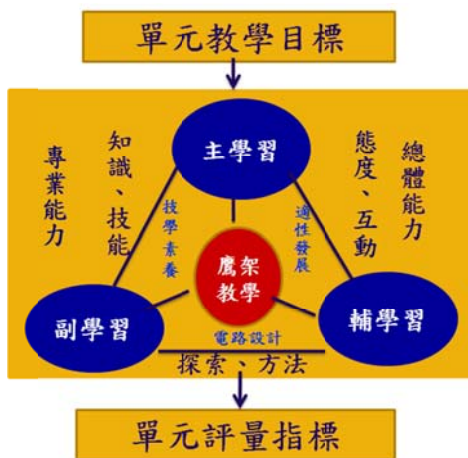 單元教學目標
主學習
專業能力
知識、技能
態度、互動
總體能力
技學素養
適性發展
鷹架
教學
副學習
輔學習
電路設計
探索、方法
單元評量指標